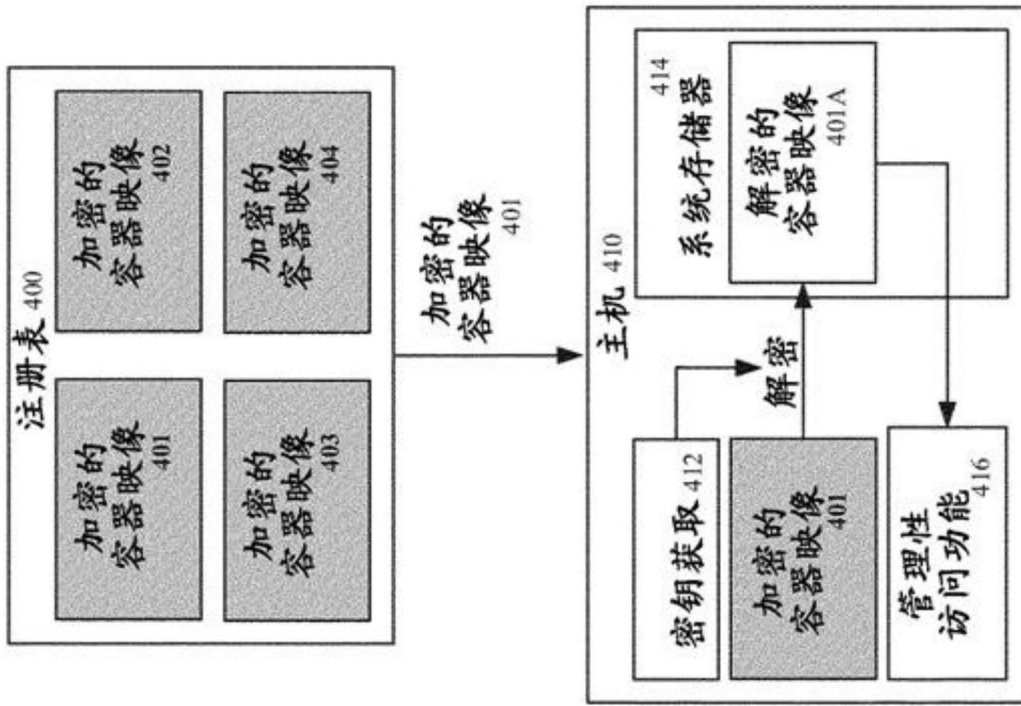 注册表 400
加密的
容器映像
401
加密的
容器映像
402
加密的
容器映像
403
加密的
容器映像
404
加密的
容器映像
401
主机 410
密钥获取 412
加密的
容器映像
401
解密
系统存储器
414
解密的
容器映像
401A
管理性
访问功能
416